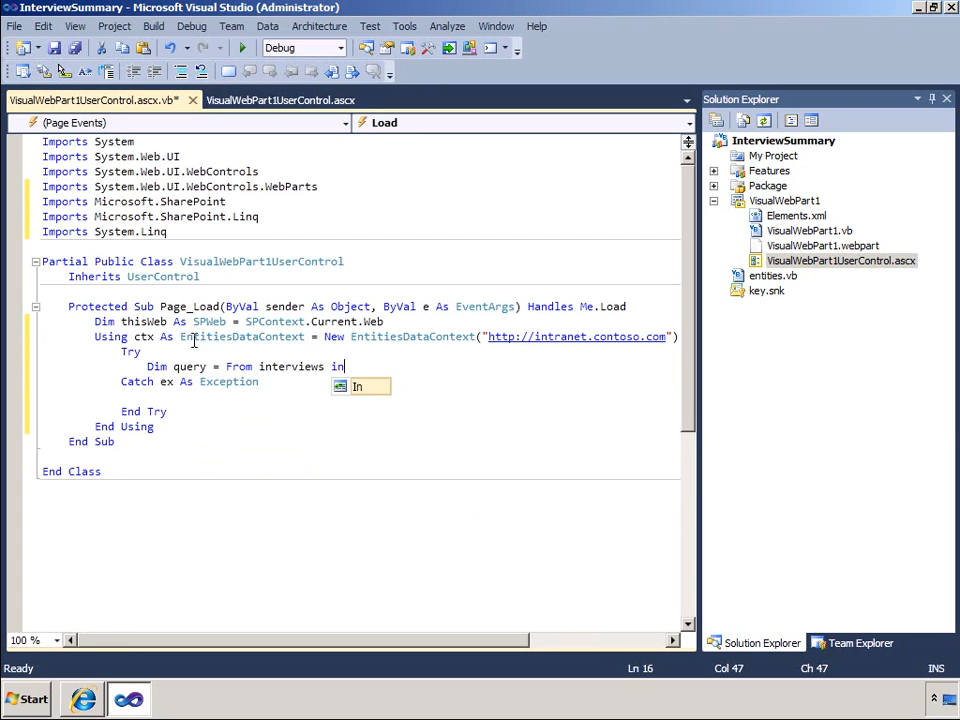 InterviewSummary - Microsoft Visual Studio (Administrator)
File Edit View Project Build Debug Team Data Architecture Test Tools Analyze Window Help
Debug
VisualWebPart1UserControl.ascx.vb* VisualWebPart1UserControl.ascx
(Page Events) Load
Imports System
Imports System.Web.UI
Imports System.Web.UI.WebControls
Imports System.Web.UI.WebControls.WebParts
Imports Microsoft.SharePoint
Imports Microsoft.SharePoint.Linq
Imports System.Linq
Partial Public Class VisualWebPart1UserControl
Inherits UserControl
Protected Sub Page_Load(ByVal sender As Object, ByVal e As EventArgs) Handles Me.Load
Dim thisWeb As SPWeb = SPContext.Current.Web
Using ctx As EntitiesDataContext = New EntitiesDataContext("http://intranet.contoso.com")
Try
Dim query = From interviews in
In
Catch ex As Exception
End Try
End Using
End Sub
End Class
100 %
Solution Explorer
InterviewSummary
My Project
Features
Package
VisualWebPart1
Elements.xml
VisualWebPart1.vb
VisualWebPart1.webpart
VisualWebPart1UserControl.ascx
entities.vb
key.snk
Solution Explorer Team Explorer
Ready Ln 16 Col 47 Ch 47 INS
Start